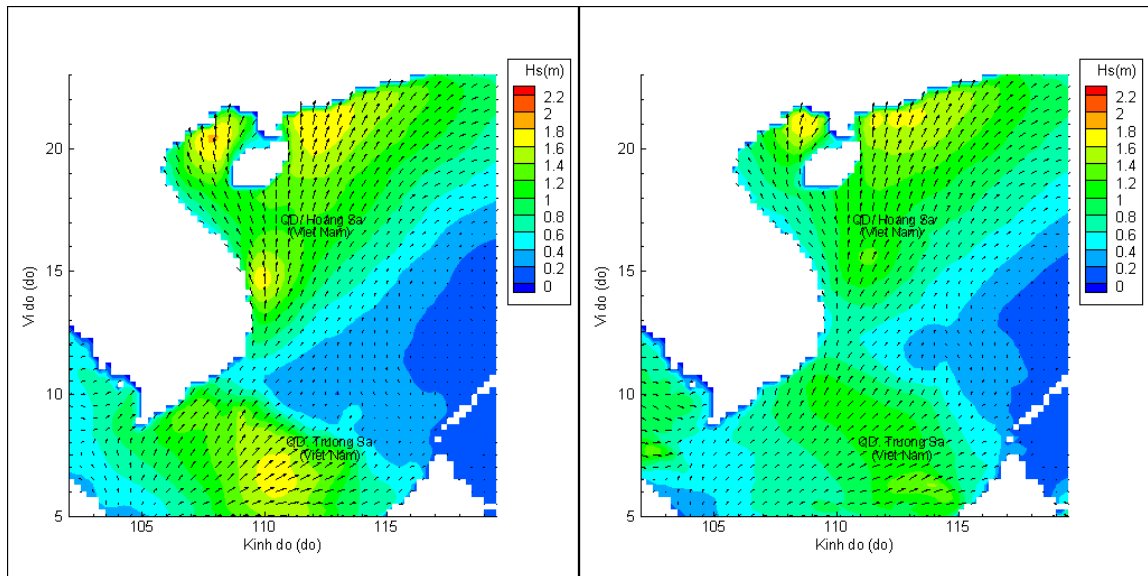 Hs(m)
2.2
2
1.8
1.6
1.4
1.2
1
0.8
0.6
0.4
0.2
0
20
15
10
5
Vi do (do)
QD/ Hoang Sa
(Viet Nam)
QD. Truong Sa
(Viet Nam)
105 110 115
Kinh do (do)
Hs(m)
2.2
2
1.8
1.6
1.4
1.2
1
0.8
0.6
0.4
0.2
0
20
15
10
5
Vi do (do)
QD/ Hoang Sa
(Viet Nam)
QD. Truong Sa
(Viet Nam)
105 110 115
Kinh do (do)